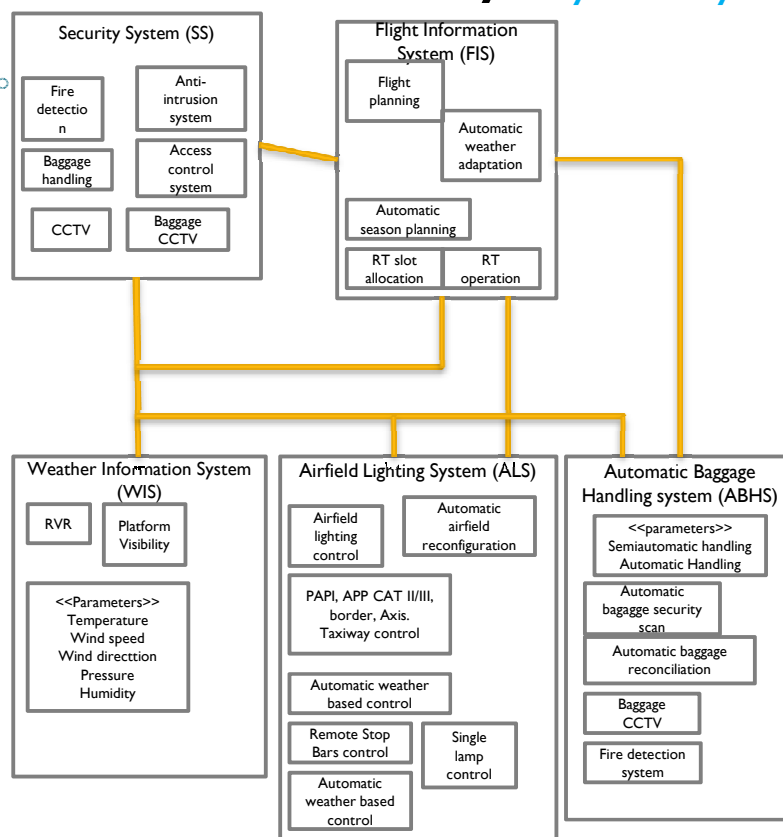 Security System (SS)
Fire
detectio
n
Anti-
intrusion
system
Baggage
handling
Access
control
system
CCTV
Baggage
CCTV
Flight Information
System (FIS)
Flight
planning
Automatic
weather
adaptation
Automatic
season planning
RT slot
allocation
RT
operation
Weather Information System
(WIS)
RVR
Platform
Visibility
<<Parameters>>
Temperature
Wind speed
Wind directtion
Pressure
Humidity
Airfield Lighting System (ALS)
Airfield
lighting
control
Automatic
airfield
reconfiguration
PAPI, APP CAT II/III,
border, Axis.
Taxiway control
Automatic weather
based control
Remote Stop
Bars control
Single
lamp
control
Automatic
weather based
control
Automatic Baggage
Handling system (ABHS)
<<parameters>>
Semiautomatic handling
Automatic Handling
Automatic
bagagge security
scan
Automatic baggage
reconciliation
Baggage
CCTV
Fire detection
system